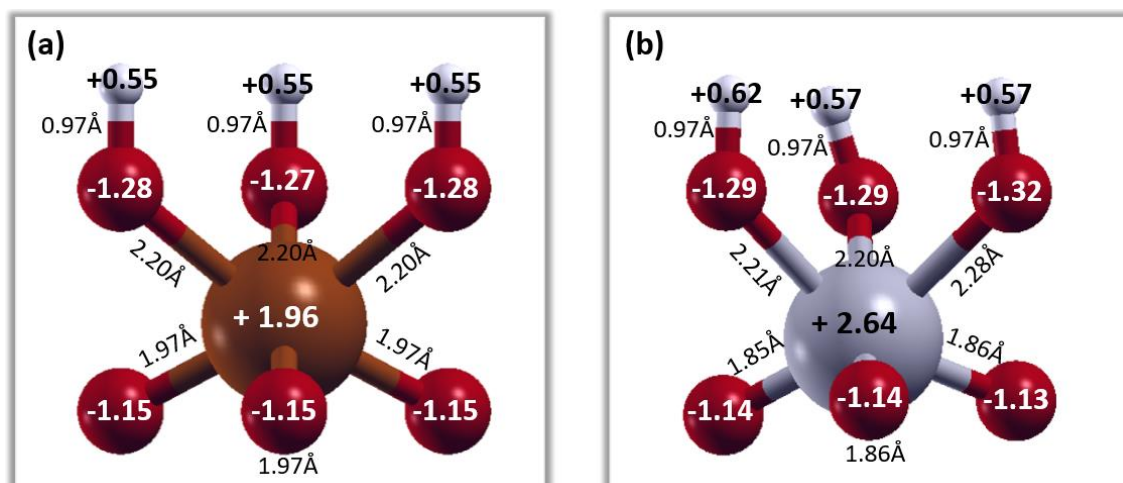 (a)
+0.55 +0.55 +0.55
0.97Å 0.97Å 0.97Å
-1.28 -1.27 -1.28
2.20Å 2.20Å 2.20Å
+ 1.96
1.97Å 1.97Å
-1.15 -1.15 -1.15
1.97Å
(b)
+0.62 +0.57 +0.57
0.97Å 0.97Å 0.97Å
-1.29 -1.29 -1.32
2.21Å 2.20Å 2.28Å
+ 2.64
1.85Å 1.86Å
-1.14 -1.14 -1.13
1.86Å